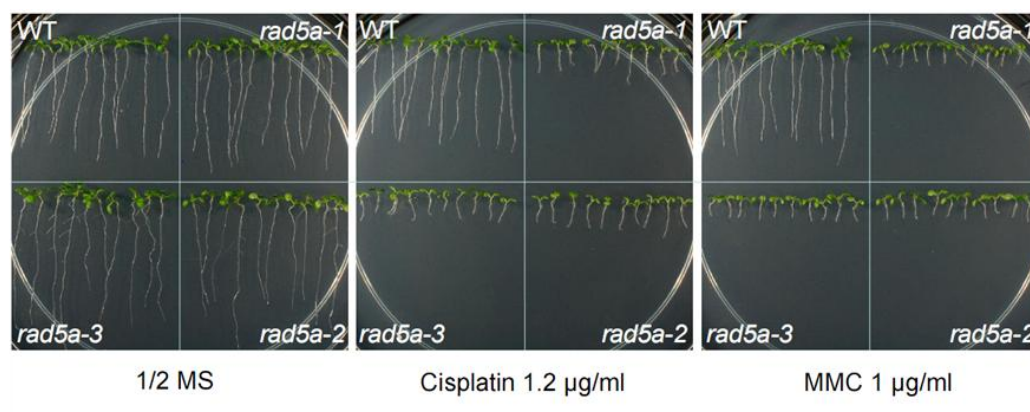 WT rad5a-1 WT rad5a-1 WT rad5a-1
rad5a-3 rad5a-2 rad5a-3 rad5a-2 rad5a-3 rad5a-2
1/2 MS Cisplatin 1.2 µg/ml MMC 1 µg/ml